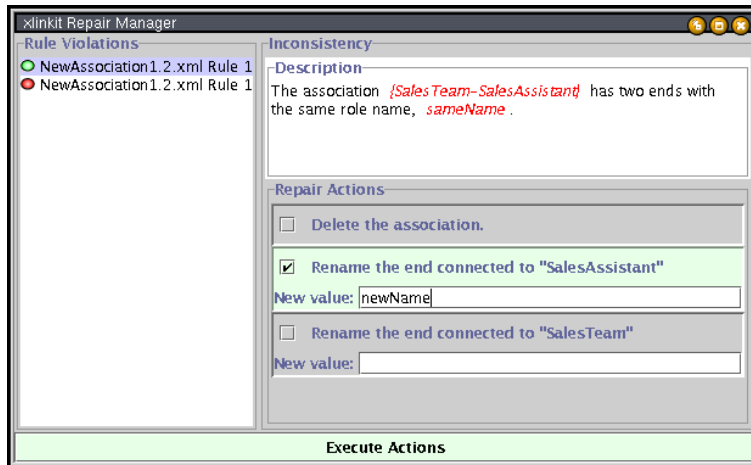 xlinkit Repair Manager
Rule Violations
NewAssociation1.2.xml Rule 1
NewAssociation1.2.xml Rule 1
Inconsistency
Description
The association {SalesTeam-SalesAssistant} has two ends with
the same role name, sameName .
Repair Actions
Delete the association.
Rename the end connected to "SalesAssistant"
New value: newName
Rename the end connected to "SalesTeam"
New value:
Execute Actions